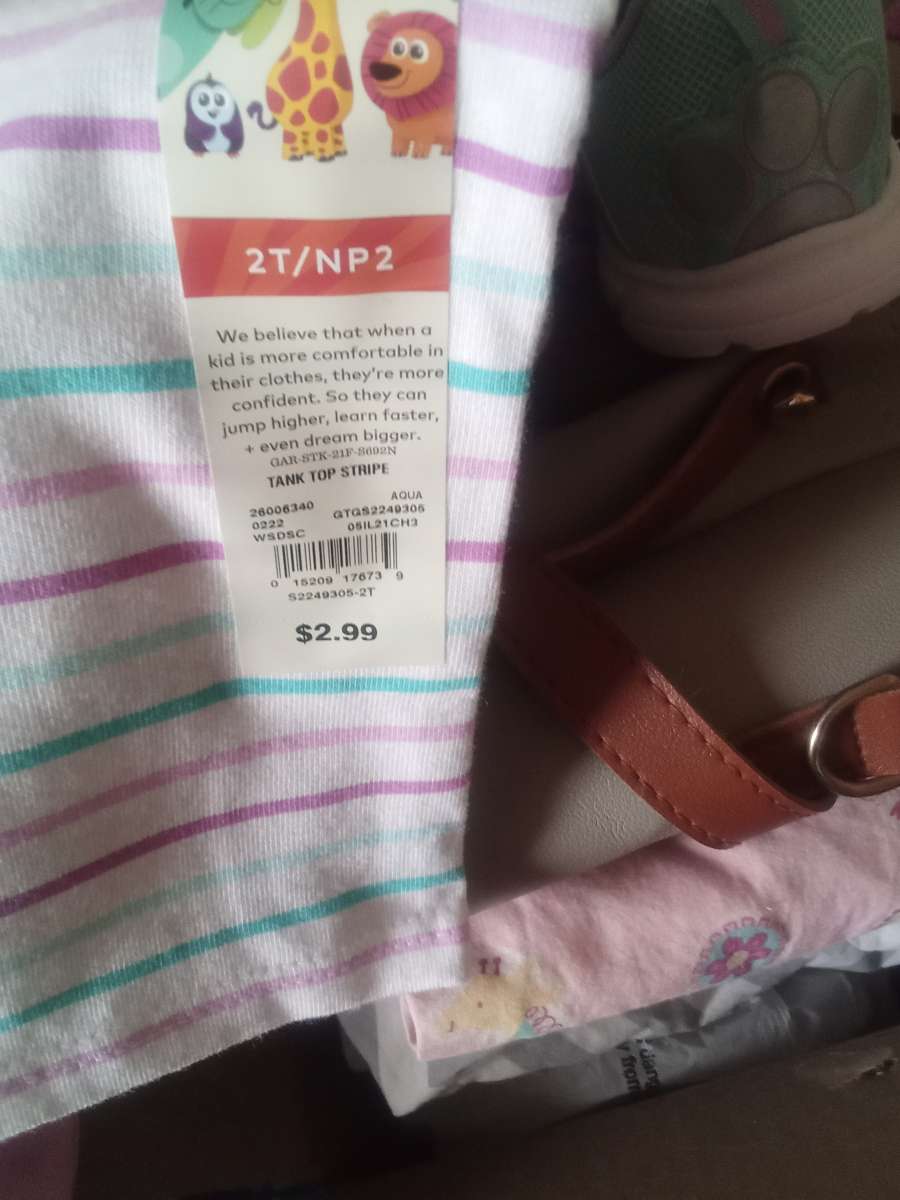 2T/NP2
We believe that when a
kid is more comfortable in
their clothes, they're more
confident. So they can
jump higher, learn faster,
+ even dream bigger.
GAR-STK-21F-S692N
TANK TOP STRIPE
AQUA
26006340 GTGS2249305
0222 05IL21CH3
WSDSC
0 15209 17673 9
S2249305-2T
$2.99
from